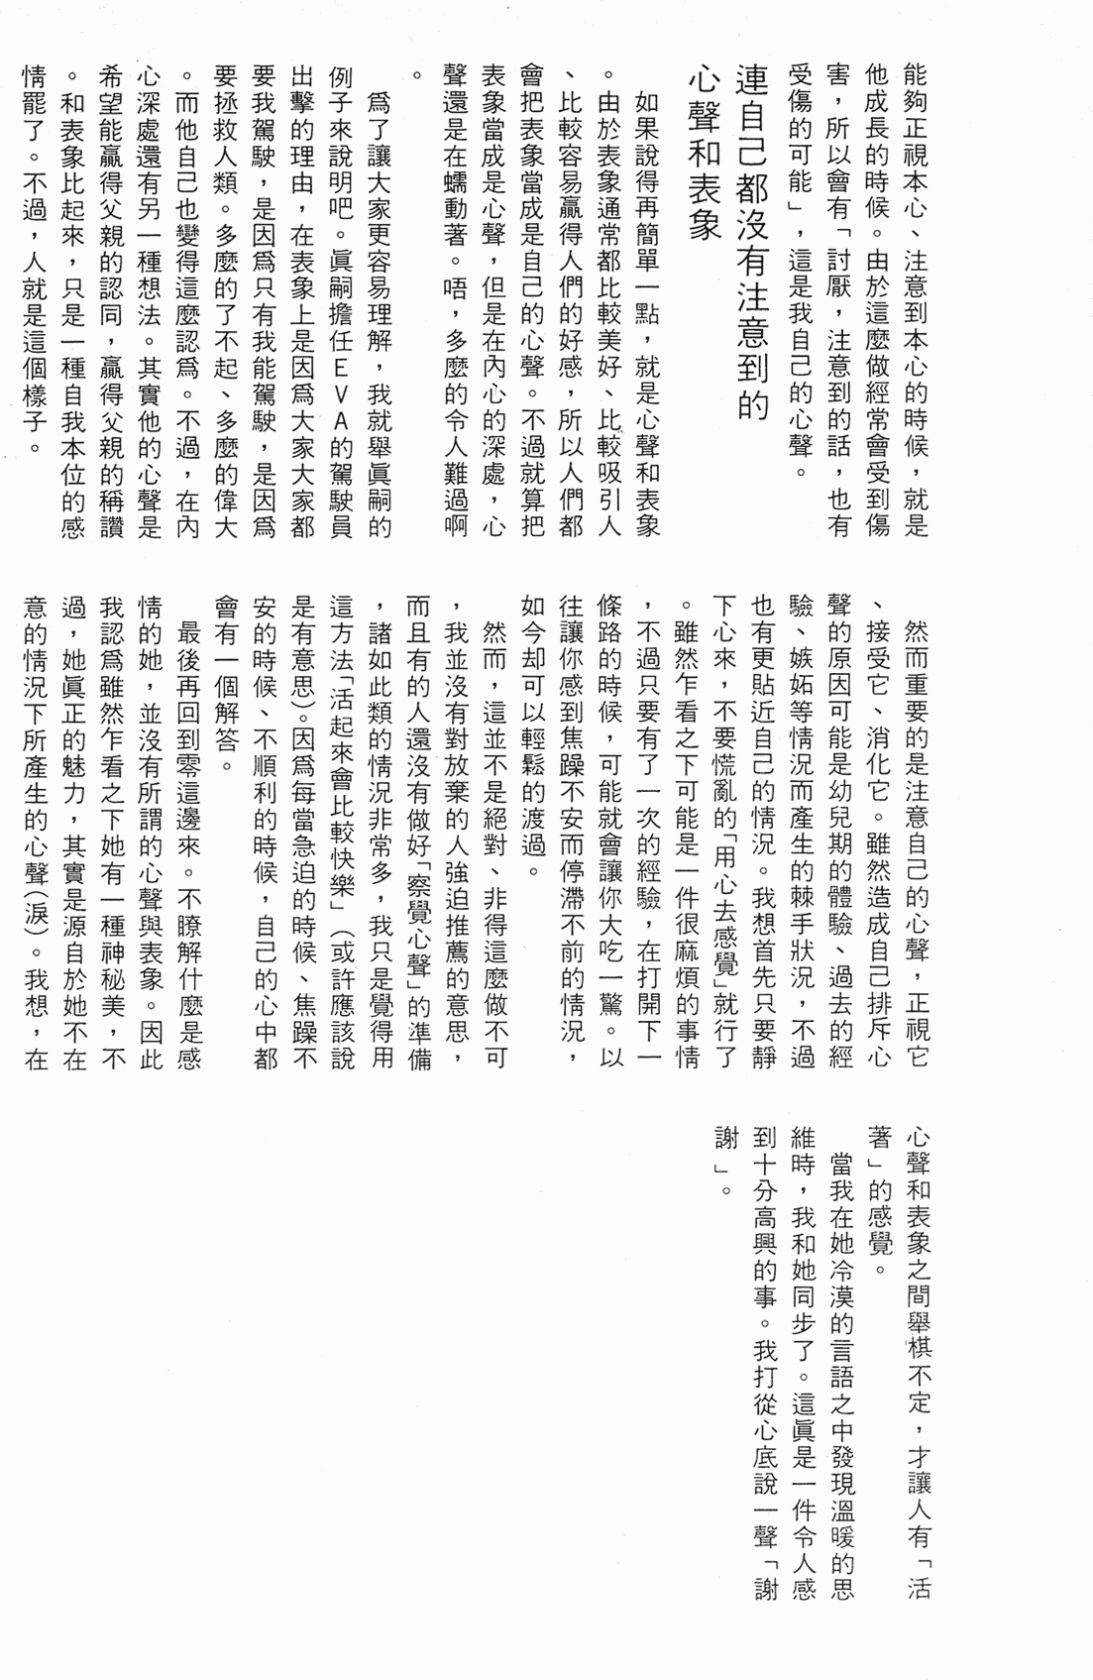 能夠正視本心、注意到本心的時候，就是
他成長的時候。由於這麼做經常會受到傷
害，所以會有「討厭，注意到的話，也有
受傷的可能」，這是我自己的心聲。
連自己都沒有注意到的
心聲和表象
如果說得再簡單一點，就是心聲和表象
。由於表象通常都比較美好、比較吸引人
、比較容易贏得人們的好感，所以人們都
會把表象當成是自己的心聲。不過就算把
表象當成是心聲，但是在內心的深處，心
聲還是在蠕動著。唔，多麼的令人難過啊
。
爲了讓大家更容易理解，我就舉眞嗣的
例子來說明吧。眞嗣擔任EVA的駕駛員
出擊的理由，在表象上是因爲大家大家都
要我駕駛，是因爲只有我能駕駛，是因爲
要拯救人類。多麼的了不起、多麼的偉大
。而他自己也變得這麼認爲。不過，在內
心深處還有另一種想法。其實他的心聲是
希望能贏得父親的認同，贏得父親的稱讚
。和表象比起來，只是一種自我本位的感
情罷了。不過，人就是這個樣子。
然而重要的是注意自己的心聲，正視它
、接受它、消化它。雖然造成自己排斥心
聲的原因可能是幼兒期的體驗、過去的經
驗、嫉妬等情況而產生的棘手狀況，不過
也有更貼近自己的情況。我想首先只要靜
下心來，不要慌亂的「用心去感覺」就行了
。雖然乍看之下可能是一件很麻煩的事情
，不過只要有了一次的經驗，在打開下一
條路的時候，可能就會讓你大吃一驚。以
往讓你感到焦躁不安而停滯不前的情況，
如今却可以輕鬆的渡過。
然而，這並不是絕對、非得這麼做不可
，我並沒有對放棄的人強迫推薦的意思，
而且有的人還沒有做好「察覺心聲」的準備
，諸如此類的情況非常多，我只是覺得用
這方法「活起來會比較快樂」（或許應該說
是有意思）。因爲每當急迫的時候、焦躁不
安的時候、不順利的時候，自己的心中都
會有一個解答。
最後再回到零這邊來。不瞭解什麼是感
情的她，並沒有所謂的心聲與表象。因此
我認爲雖然乍看之下她有一種神秘美，不
過，她眞正的魅力，其實是源自於她不在
意的情況下所產生的心聲（淚）。我想，在
心聲和表象之間舉棋不定，才讓人有「活
著」的感覺。
當我在她冷漠的言語之中發現溫暖的思
維時，我和她同步了。這眞是一件令人感
到十分高興的事。我打從心底說一聲「謝
謝」。